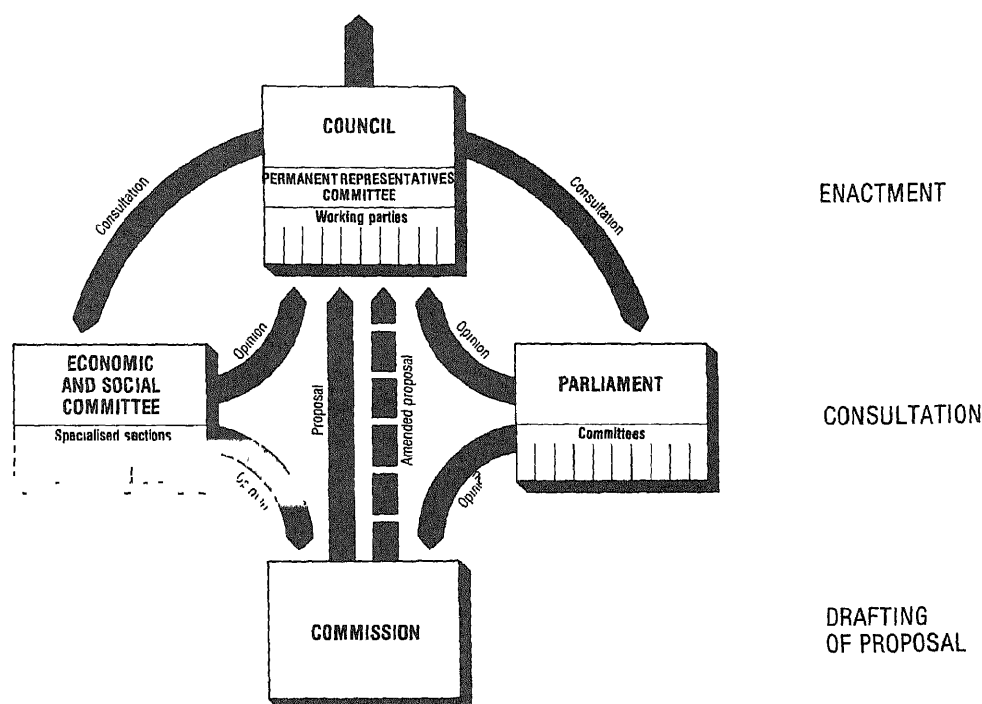 COUNCIL
PERMANENT REPRESENTATIVES
COMMITTEE
Working parties
Consultation
Consultation
ENACTMENT
Opinion
Opinion
Proposal
Amended proposal
ECONOMIC
AND SOCIAL
COMMITTEE
Specialised sections
PARLIAMENT
Committees
CONSULTATION
Opinion
COMMISSION
DRAFTING
OF PROPOSAL